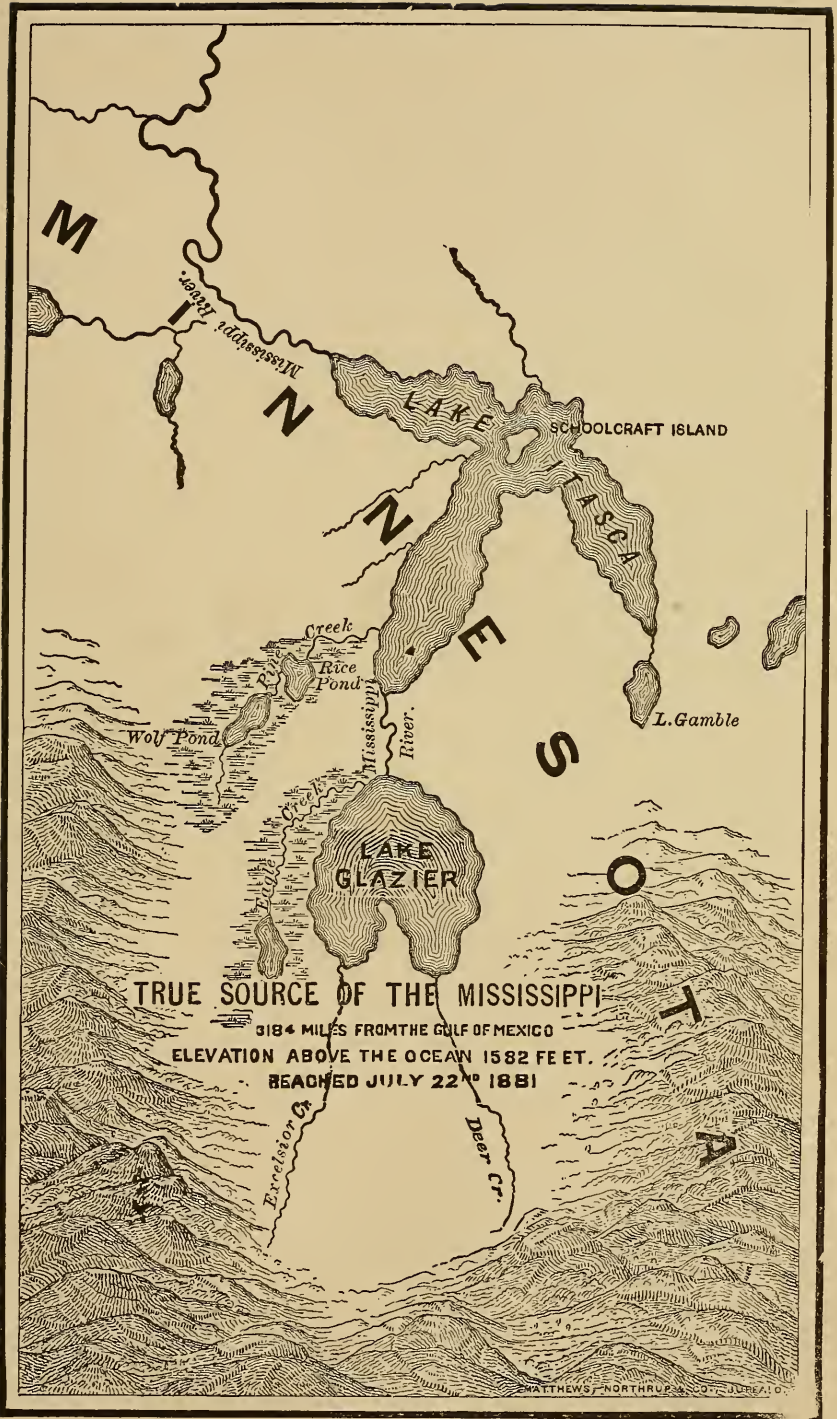 MINNESOTA
Mississippi River.
LAKE ITASCA
SCHOOLCRAFT ISLAND
Pine Creek
Rice
Pond
Wolf Pond
Mississippi
River.
L. Gamble
Eagle Creek
LAKE
GLAZIER
TRUE SOURCE OF THE MISSISSIPPI
3184 MILES FROM THE GULF OF MEXICO
ELEVATION ABOVE THE OCEAN 1582 FEET.
REACHED JULY 22ND 1881
Excelsior Cr.
Deer Cr.
MATTHEWS, NORTHRUP & CO.,